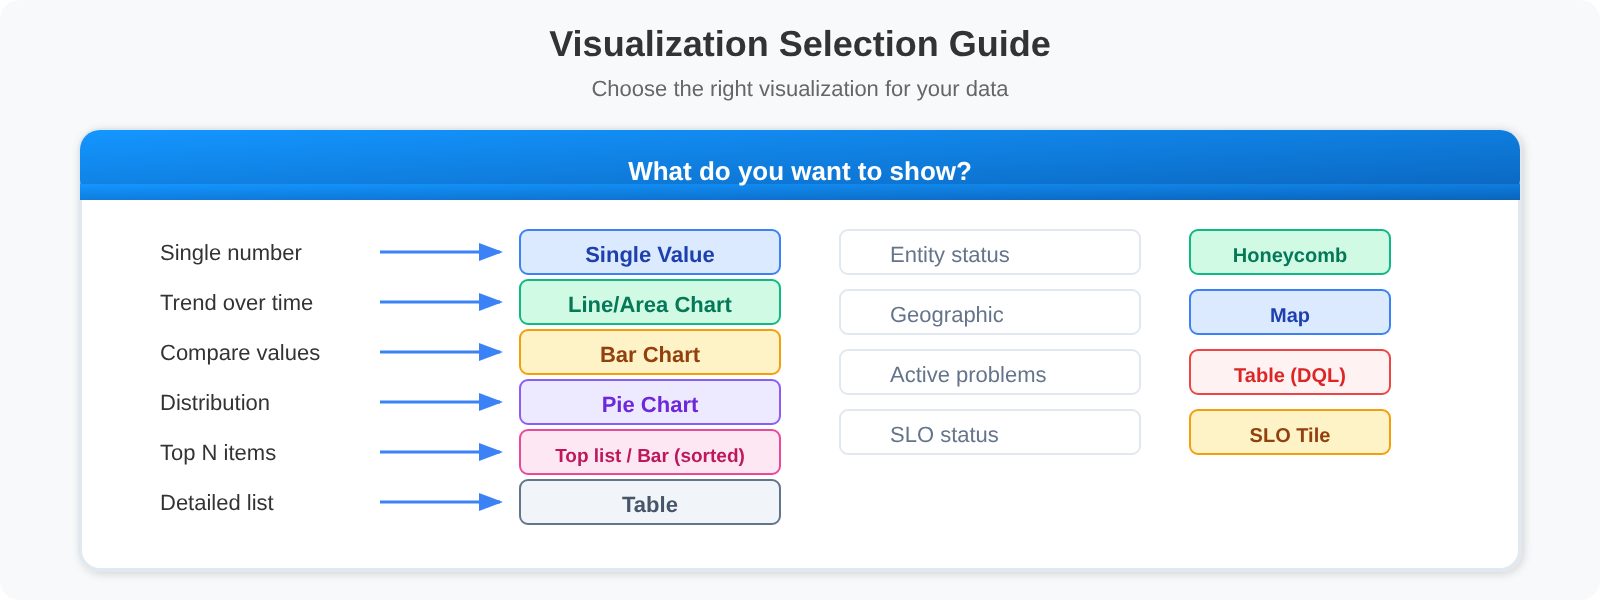 Visualization Selection Guide
Choose the right visualization for your data
What do you want to show?
Single number
Single Value
Trend over time
Line/Area Chart
Compare values
Bar Chart
Distribution
Pie Chart
Top N items
Top list / Bar (sorted)
Detailed list
Table
Entity status
Honeycomb
Geographic
Map
Active problems
Table (DQL)
SLO status
SLO Tile